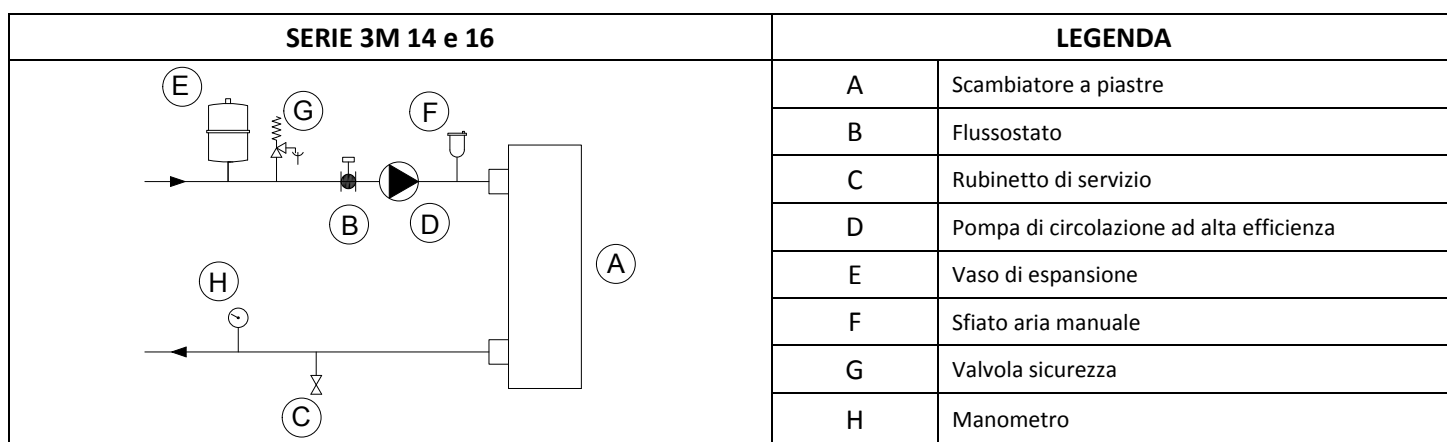 SERIE 3M 14 e 16
E
G
F
B
D
A
H
C
LEGENDA
A Scambiatore a piastre
B Flussostato
C Rubinetto di servizio
D Pompa di circolazione ad alta efficienza
E Vaso di espansione
F Sfiato aria manuale
G Valvola sicurezza
H Manometro